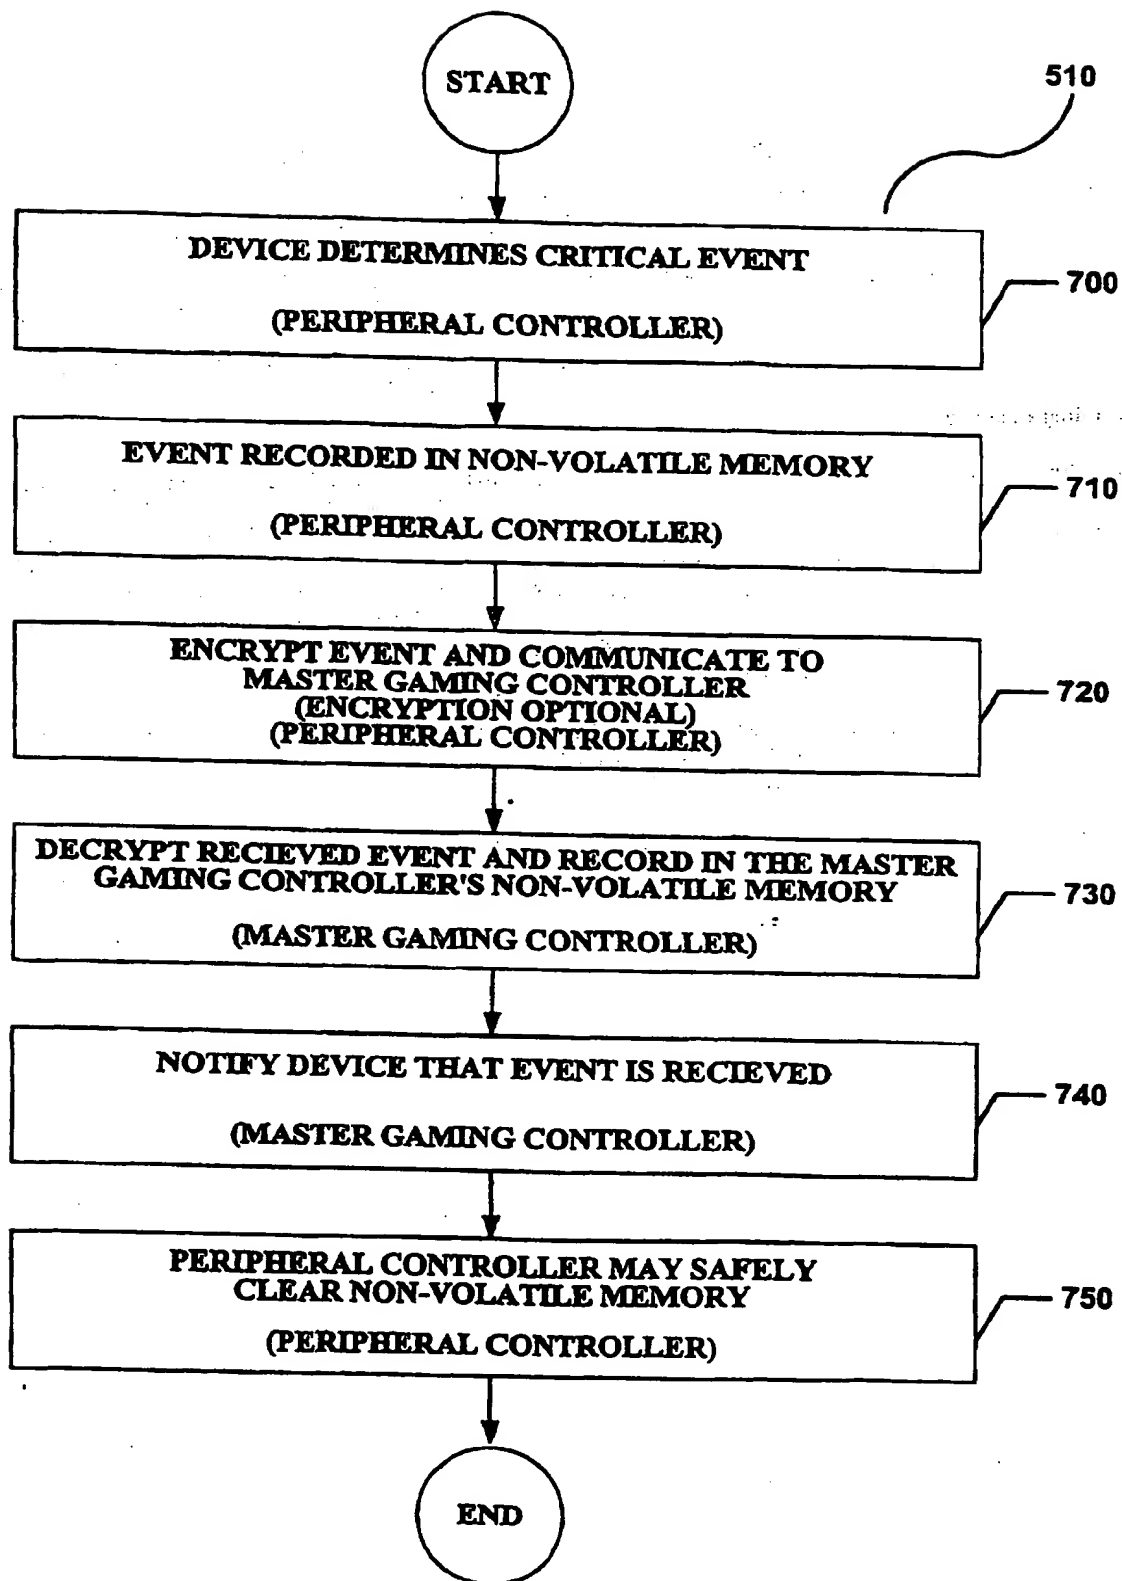 START
510
DEVICE DETERMINES CRITICAL EVENT
(PERIPHERAL CONTROLLER)
700
EVENT RECORDED IN NON-VOLATILE MEMORY
(PERIPHERAL CONTROLLER)
710
ENCRYPT EVENT AND COMMUNICATE TO
MASTER GAMING CONTROLLER
(ENCRYPTION OPTIONAL)
(PERIPHERAL CONTROLLER)
720
DECRYPT RECIEVED EVENT AND RECORD IN THE MASTER
GAMING CONTROLLER'S NON-VOLATILE MEMORY
(MASTER GAMING CONTROLLER)
730
NOTIFY DEVICE THAT EVENT IS RECIEVED
(MASTER GAMING CONTROLLER)
740
PERIPHERAL CONTROLLER MAY SAFELY
CLEAR NON-VOLATILE MEMORY
(PERIPHERAL CONTROLLER)
750
END